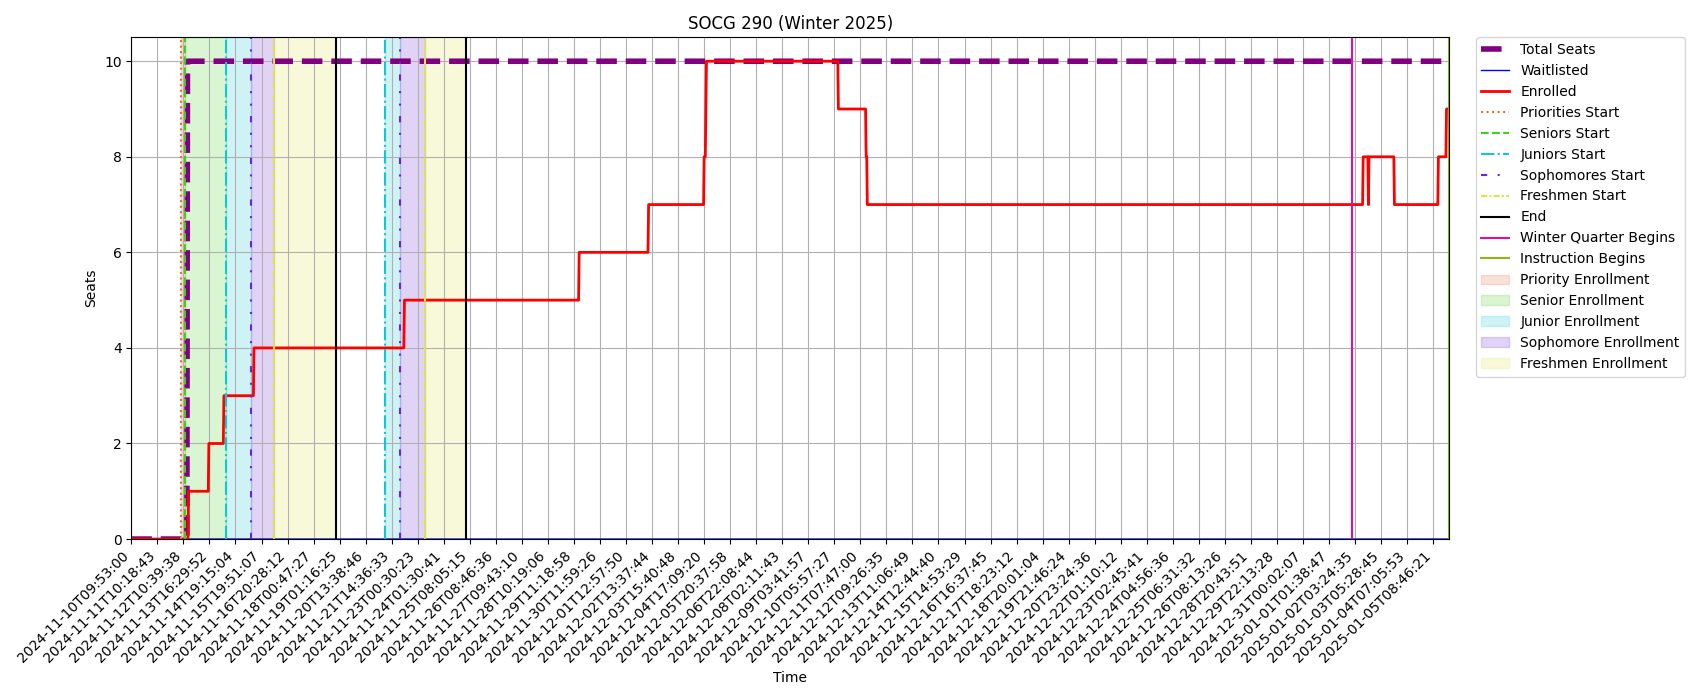 SOCG 290 (Winter 2025)
Seats
10
8
6
4
2
0
2024-11-10T09:53:00
2024-11-11T10:18:43
2024-11-12T10:39:38
2024-11-13T16:29:52
2024-11-14T19:15:04
2024-11-15T19:51:07
2024-11-16T20:28:12
2024-11-18T00:47:27
2024-11-19T01:16:25
2024-11-20T13:38:46
2024-11-21T14:36:33
2024-11-23T00:30:23
2024-11-24T01:30:41
2024-11-25T08:05:15
2024-11-26T08:46:36
2024-11-27T09:43:10
2024-11-28T10:19:06
2024-11-29T11:18:58
2024-11-30T11:59:26
2024-12-01T12:57:50
2024-12-02T13:37:44
2024-12-03T15:40:48
2024-12-04T17:09:20
2024-12-05T20:37:58
2024-12-06T22:08:44
2024-12-08T02:11:43
2024-12-09T03:41:57
2024-12-10T05:57:27
2024-12-11T07:47:00
2024-12-12T09:26:35
2024-12-13T11:06:49
2024-12-14T12:44:40
2024-12-15T14:53:29
2024-12-16T16:37:45
2024-12-17T18:23:12
2024-12-18T20:01:04
2024-12-19T21:46:24
2024-12-20T23:24:36
2024-12-22T01:10:12
2024-12-23T02:45:41
2024-12-24T04:56:36
2024-12-25T06:31:32
2024-12-26T08:13:26
2024-12-28T20:43:51
2024-12-29T22:13:28
2024-12-31T00:02:07
2025-01-01T01:38:47
2025-01-02T03:24:35
2025-01-03T05:28:45
2025-01-04T07:05:53
2025-01-05T08:46:21
Time
Total Seats
Waitlisted
Enrolled
Priorities Start
Seniors Start
Juniors Start
Sophomores Start
Freshmen Start
End
Winter Quarter Begins
Instruction Begins
Priority Enrollment
Senior Enrollment
Junior Enrollment
Sophomore Enrollment
Freshmen Enrollment